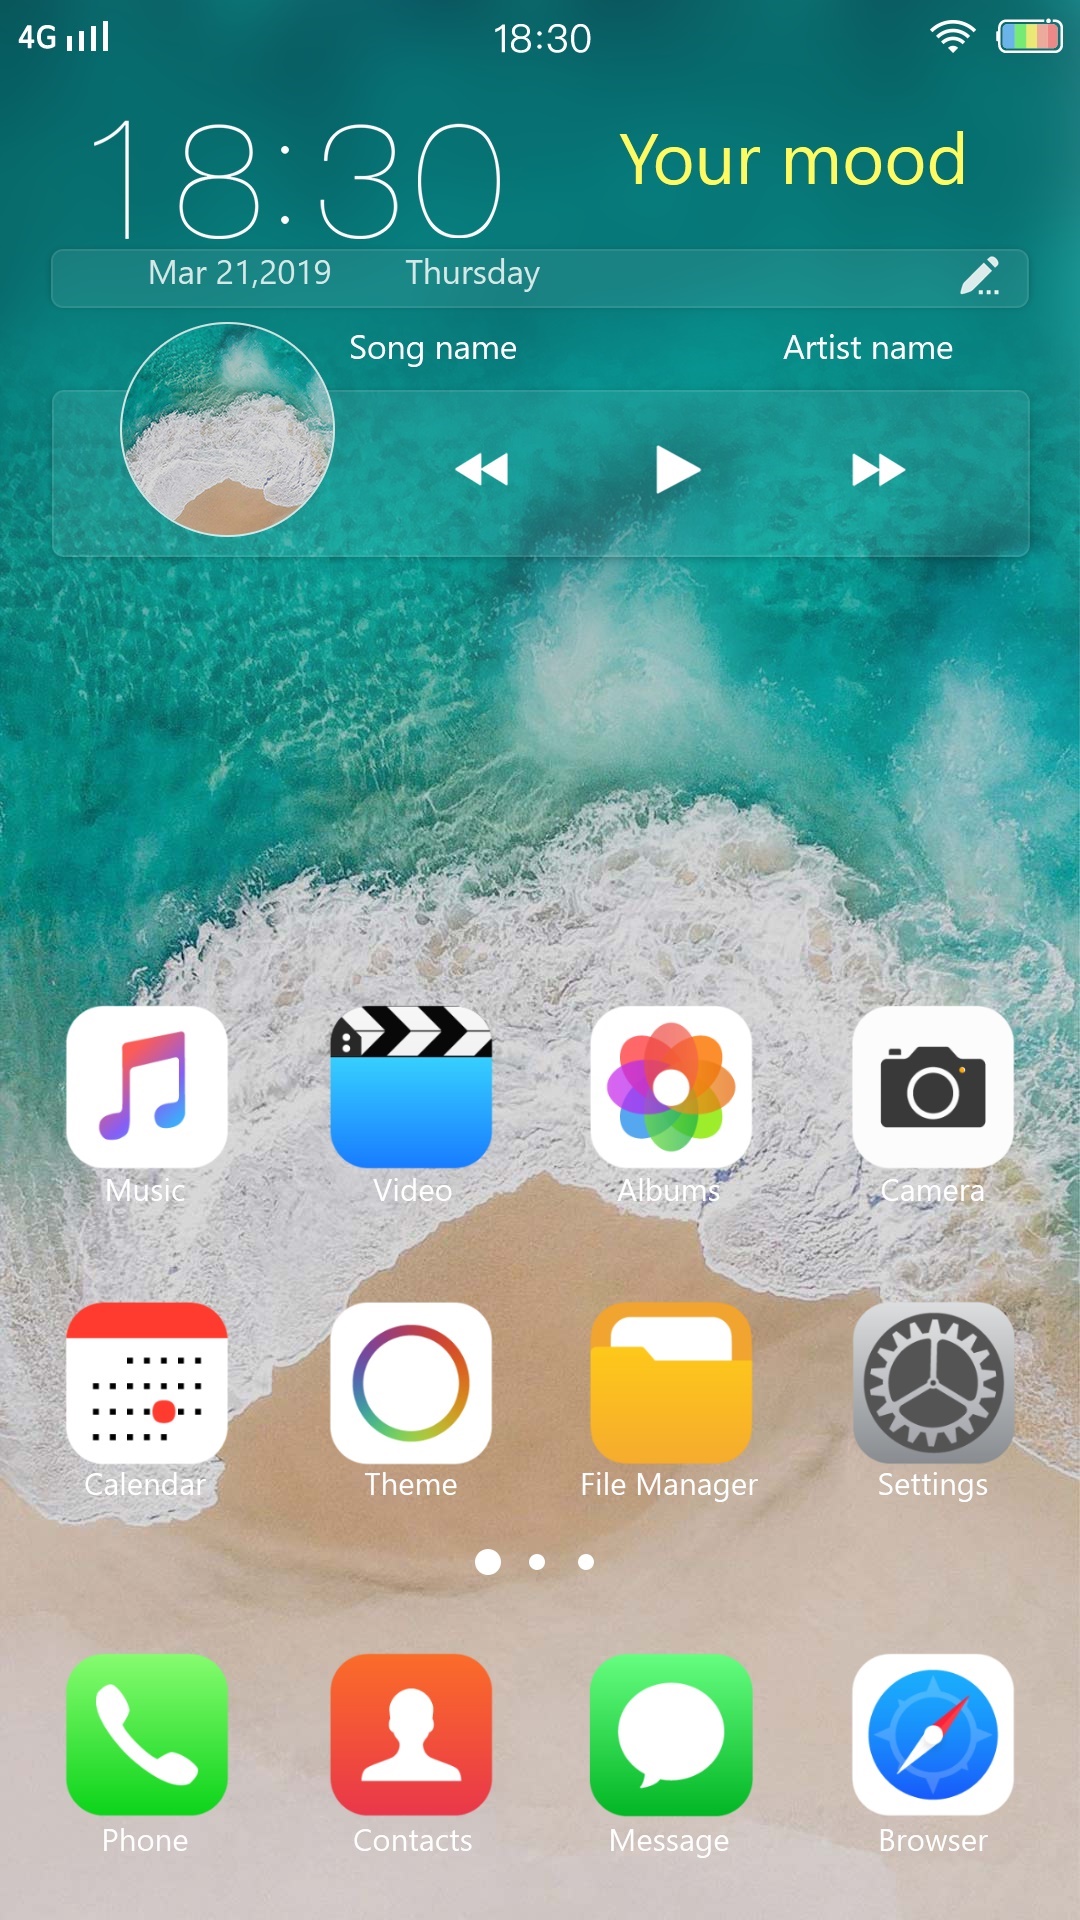 4G 18:30
18:30 Your mood
Mar 21,2019 Thursday
Song name Artist name
Music Video Albums Camera
Calendar Theme File Manager Settings
Phone Contacts Message Browser